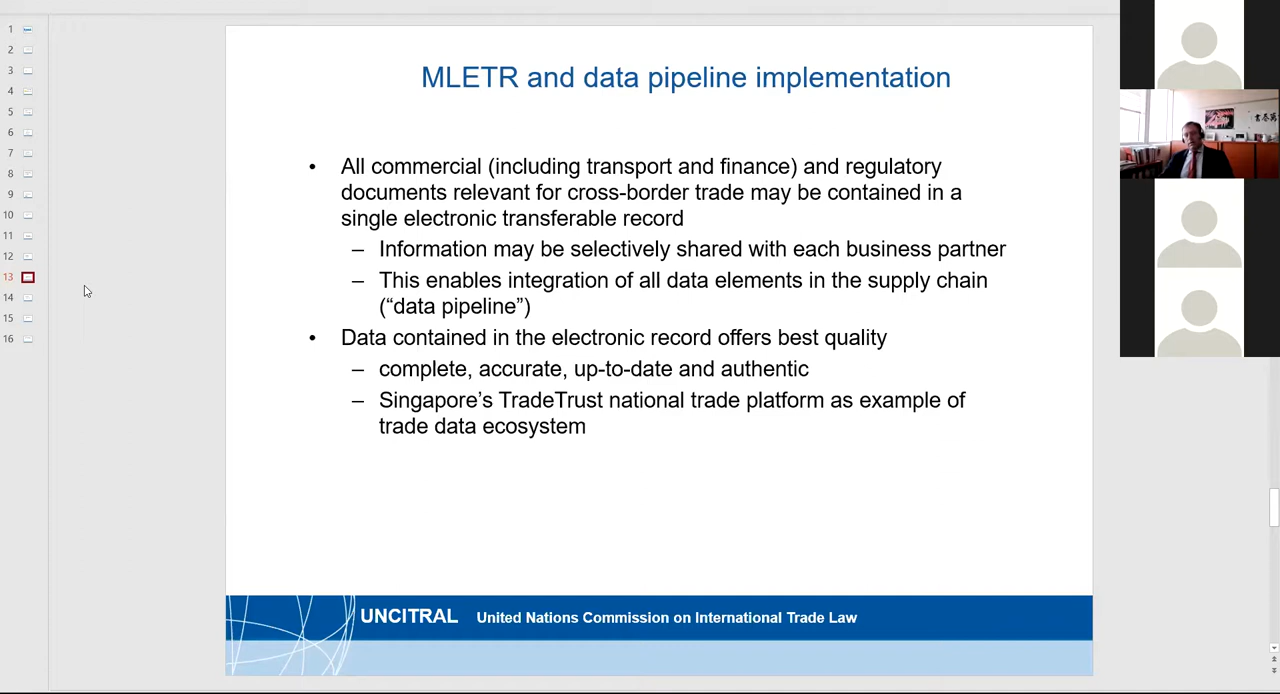 MLETR and data pipeline implementation
• All commercial (including transport and finance) and regulatory
documents relevant for cross-border trade may be contained in a
single electronic transferable record
– Information may be selectively shared with each business partner
– This enables integration of all data elements in the supply chain
(“data pipeline”)
• Data contained in the electronic record offers best quality
– complete, accurate, up-to-date and authentic
– Singapore’s TradeTrust national trade platform as example of
trade data ecosystem
UNCITRAL United Nations Commission on International Trade Law
1
2
3
4
5
6
7
8
9
10
11
12
13
14
15
16